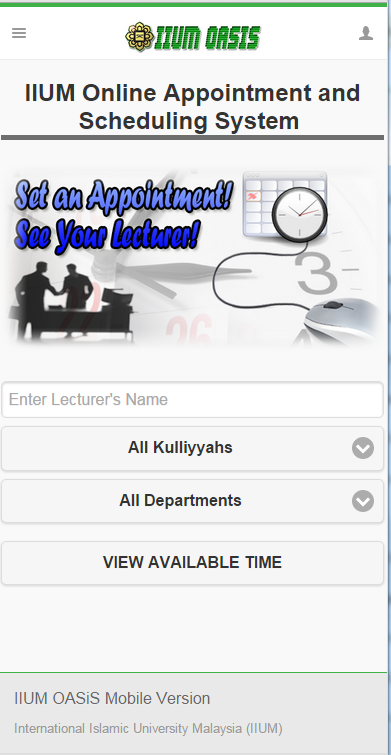 IIUM OASIS
IIUM Online Appointment and
Scheduling System
Set an Appointment!
See Your Lecturer!
3
26
Enter Lecturer's Name
All Kulliyyahs
All Departments
VIEW AVAILABLE TIME
IIUM OASiS Mobile Version
International Islamic University Malaysia (IIUM)